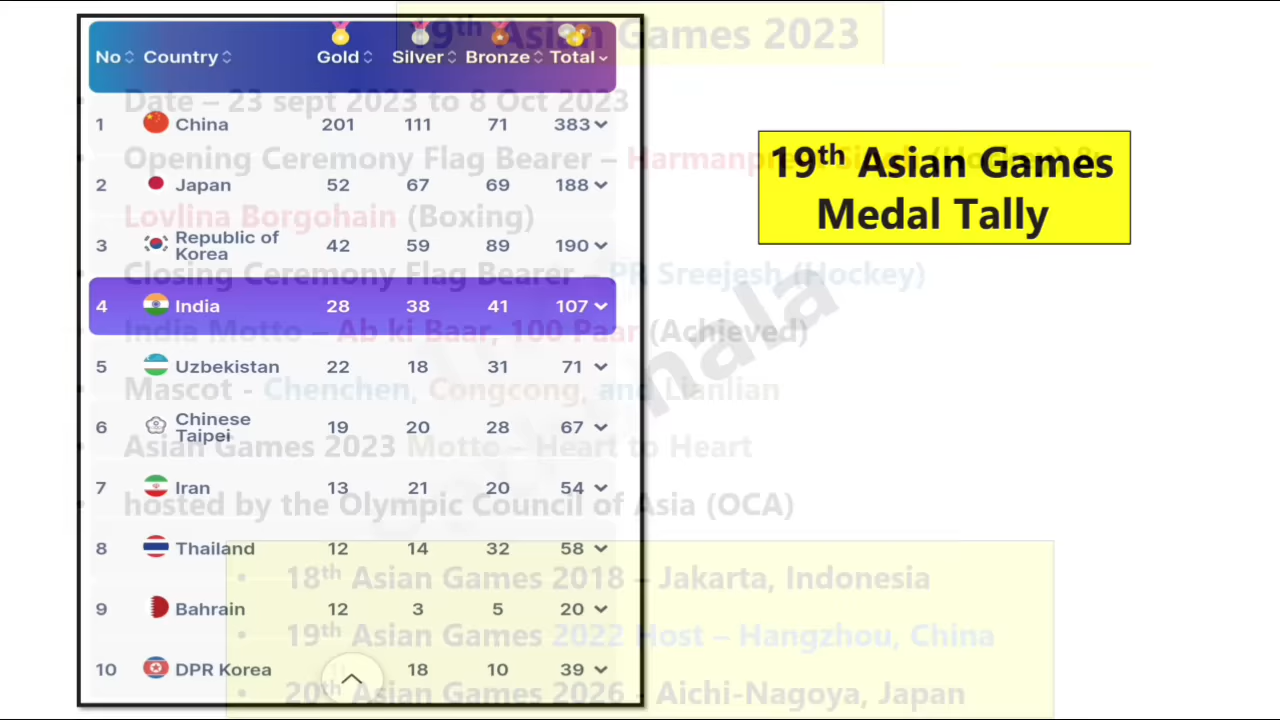 19th Asian Games 2023
No Country Gold Silver Bronze Total
1 China 201 111 71 383
2 Japan 52 67 69 188
3 Republic of Korea 42 59 89 190
4 India 28 38 41 107
5 Uzbekistan 22 18 31 71
6 Chinese Taipei 19 20 28 67
7 Iran 13 21 20 54
8 Thailand 12 14 32 58
9 Bahrain 12 3 5 20
10 DPR Korea 18 10 39
19th Asian Games
Medal Tally
Date – 23 sept 2023 to 8 Oct 2023
Opening Ceremony Flag Bearer – Harmanpreet Singh (Hockey) &
Lovlina Borgohain (Boxing)
Closing Ceremony Flag Bearer – PR Sreejesh (Hockey)
India Motto – Ab ki Baar, 100 Paar (Achieved)
Mascot - Chenchen, Congcong, and Lianlian
Asian Games 2023 Motto – Heart to Heart
hosted by the Olympic Council of Asia (OCA)
18th Asian Games 2018 – Jakarta, Indonesia
19th Asian Games 2022 Host – Hangzhou, China
20th Asian Games 2026 - Aichi-Nagoya, Japan